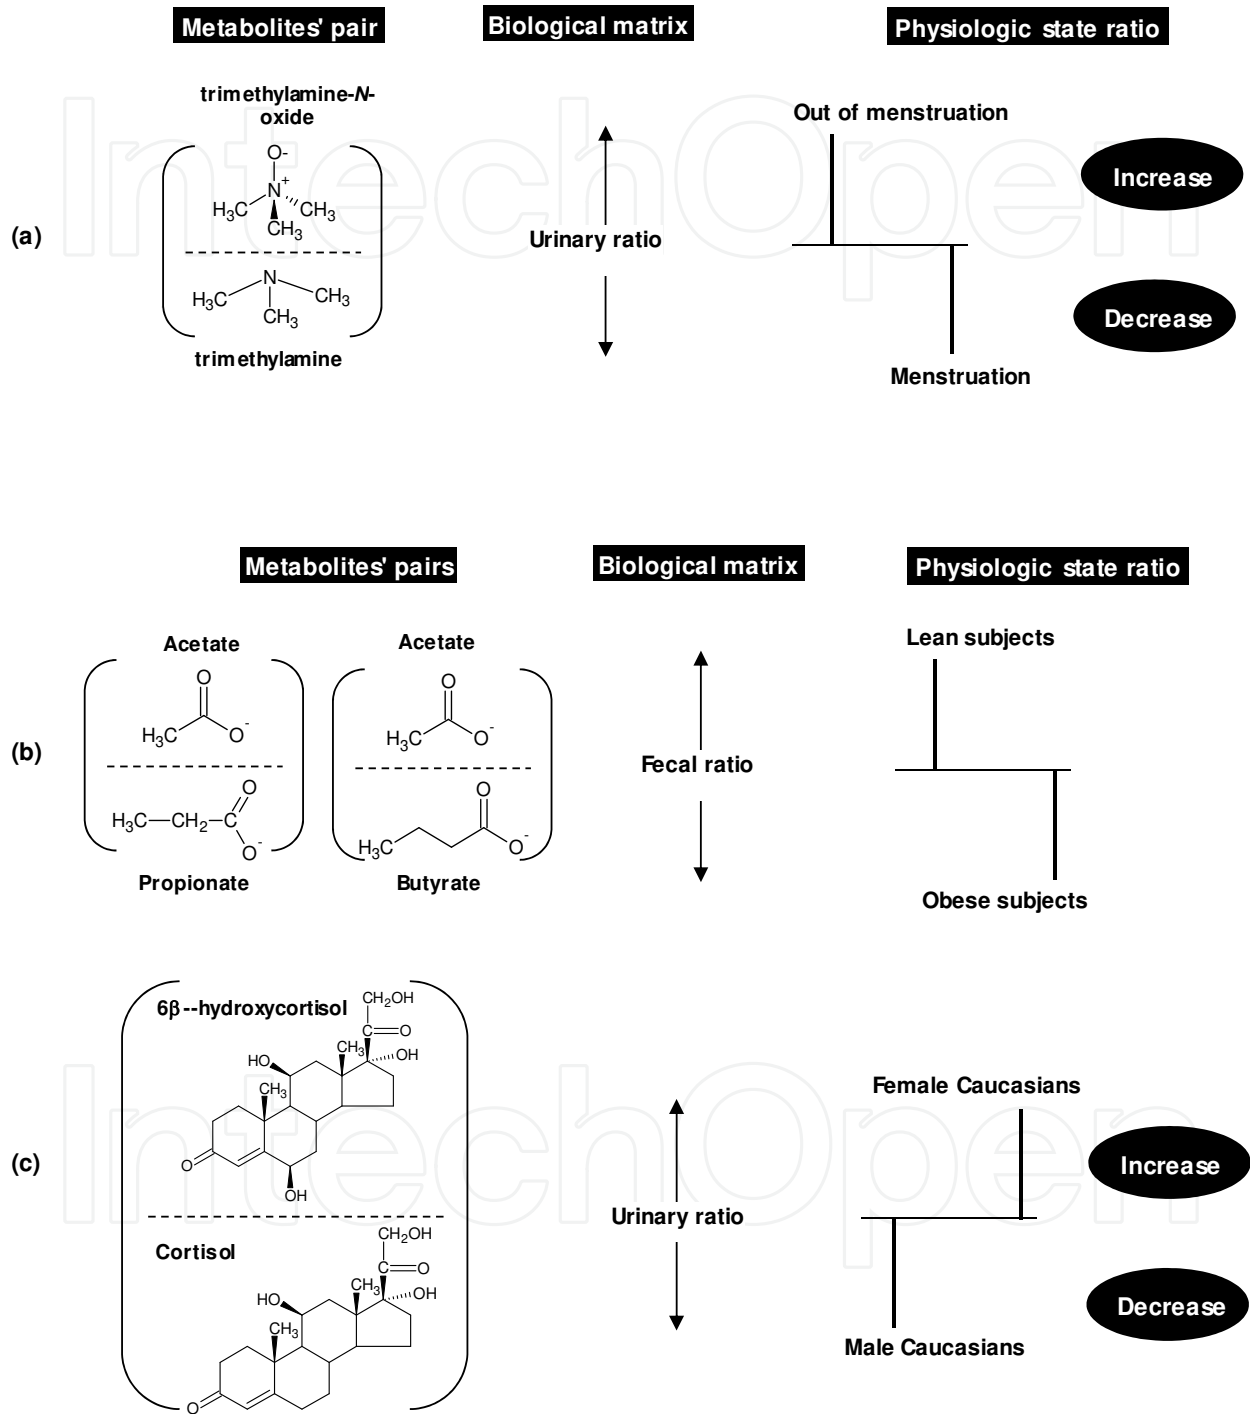 Metabolites' pair
Biological matrix
Physiologic state ratio
trimethylamine-N-
oxide
O-
N+
H3C
CH3
CH3
N
H3C
CH3
CH3
trimethylamine
(a)
Urinary ratio
Out of menstruation
Menstruation
Increase
Decrease
Metabolites' pairs
Biological matrix
Physiologic state ratio
(b)
Acetate
O
H3C
O-
H3C-CH2-C
O
O-
Propionate
Acetate
O
H3C
O-
O
H3C
O-
Butyrate
Fecal ratio
Lean subjects
Obese subjects
(c)
6β--hydroxycortisol
CH2OH
C=O
CH3
OH
HO
CH3
O
OH
Cortisol
CH2OH
C=O
CH3
OH
HO
CH3
O
Urinary ratio
Female Caucasians
Male Caucasians
Increase
Decrease
IntechOpen
IntechOpen